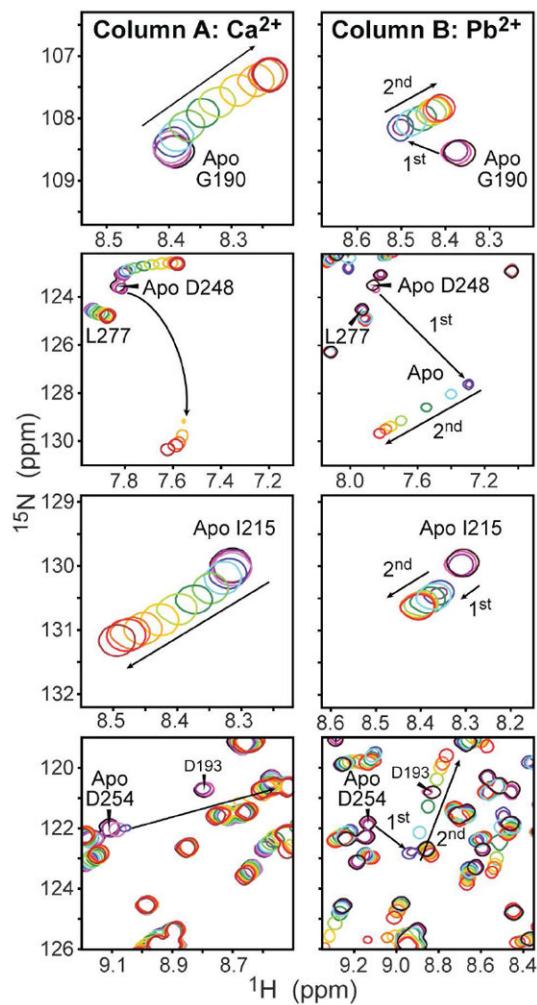 Column A: Ca2+
Column B: Pb2+
107
108
109
Apo
G190
8.5 8.4 8.3
2nd
1st
Apo
G190
8.6 8.5 8.4 8.3
124
126
128
130
Apo D248
L277
7.8 7.6 7.4 7.2
Apo D248
L277
1st
Apo
2nd
8.0 7.6 7.2
15N (ppm)
129
130
131
132
Apo I215
8.5 8.4 8.3
Apo I215
2nd
1st
8.6 8.5 8.4 8.3 8.2
120
122
124
126
Apo
D254
D193
9.1 8.9 8.7
Apo
D254
D193
1st
2nd
9.2 9.0 8.8 8.6 8.4
1H (ppm)